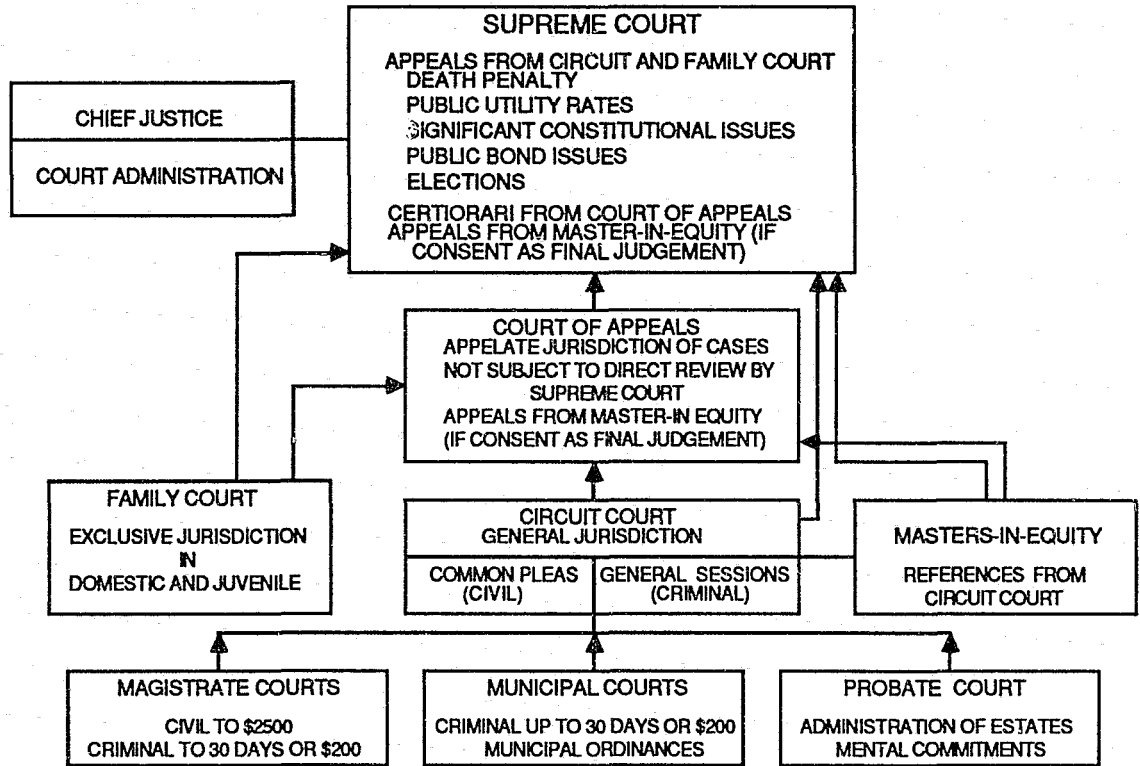 SUPREME COURT
APPEALS FROM CIRCUIT AND FAMILY COURT
DEATH PENALTY
PUBLIC UTILITY RATES
SIGNIFICANT CONSTITUTIONAL ISSUES
PUBLIC BOND ISSUES
ELECTIONS
CERTIORARI FROM COURT OF APPEALS
APPEALS FROM MASTER-IN-EQUITY (IF
CONSENT AS FINAL JUDGEMENT)
CHIEF JUSTICE
COURT ADMINISTRATION
COURT OF APPEALS
APPELATE JURISDICTION OF CASES
NOT SUBJECT TO DIRECT REVIEW BY
SUPREME COURT
APPEALS FROM MASTER-IN EQUITY
(IF CONSENT AS FINAL JUDGEMENT)
FAMILY COURT
EXCLUSIVE JURISDICTION
IN
DOMESTIC AND JUVENILE
CIRCUIT COURT
GENERAL JURISDICTION
COMMON PLEAS
(CIVIL)
GENERAL SESSIONS
(CRIMINAL)
MASTERS-IN-EQUITY
REFERENCES FROM
CIRCUIT COURT
MAGISTRATE COURTS
CIVIL TO $2500
CRIMINAL TO 30 DAYS OR $200
MUNICIPAL COURTS
CRIMINAL UP TO 30 DAYS OR $200
MUNICIPAL ORDINANCES
PROBATE COURT
ADMINISTRATION OF ESTATES
MENTAL COMMITMENTS